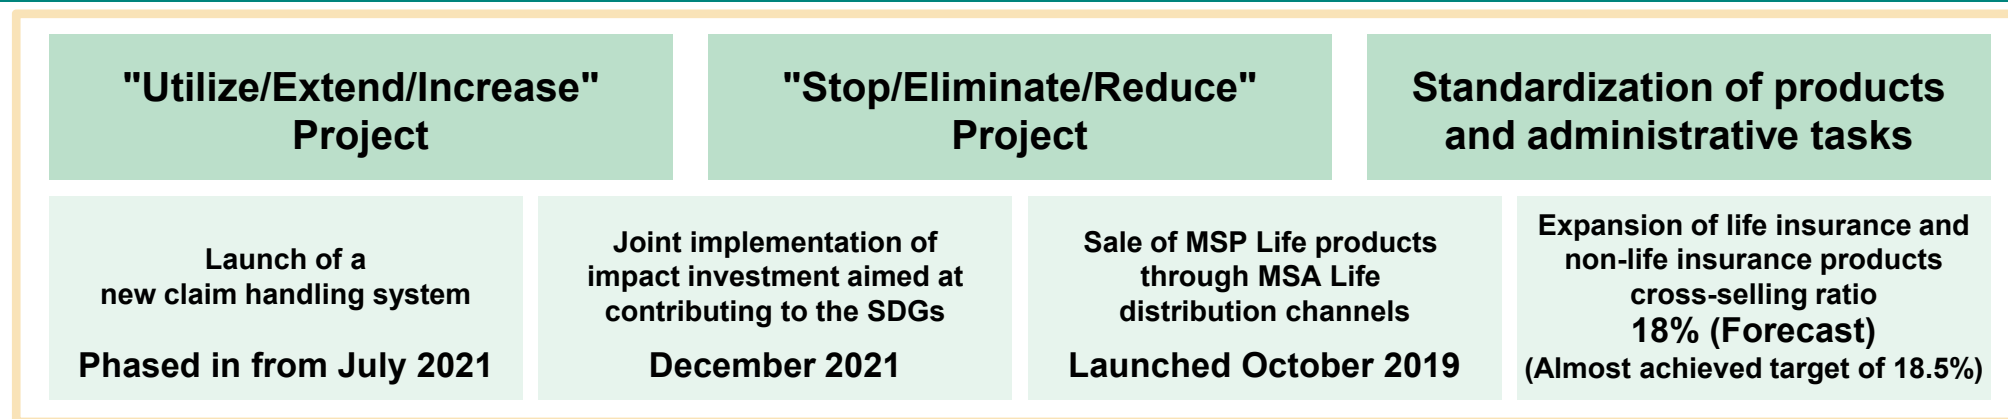 "Utilize/Extend/Increase"
Project
"Stop/Eliminate/Reduce"
Project
Standardization of products
and administrative tasks
Launch of a
new claim handling system
Phased in from July 2021
Joint implementation of
impact investment aimed at
contributing to the SDGs
December 2021
Sale of MSP Life products
through MSA Life
distribution channels
Launched October 2019
Expansion of life insurance and
non-life insurance products
cross-selling ratio
18% (Forecast)
(Almost achieved target of 18.5%)